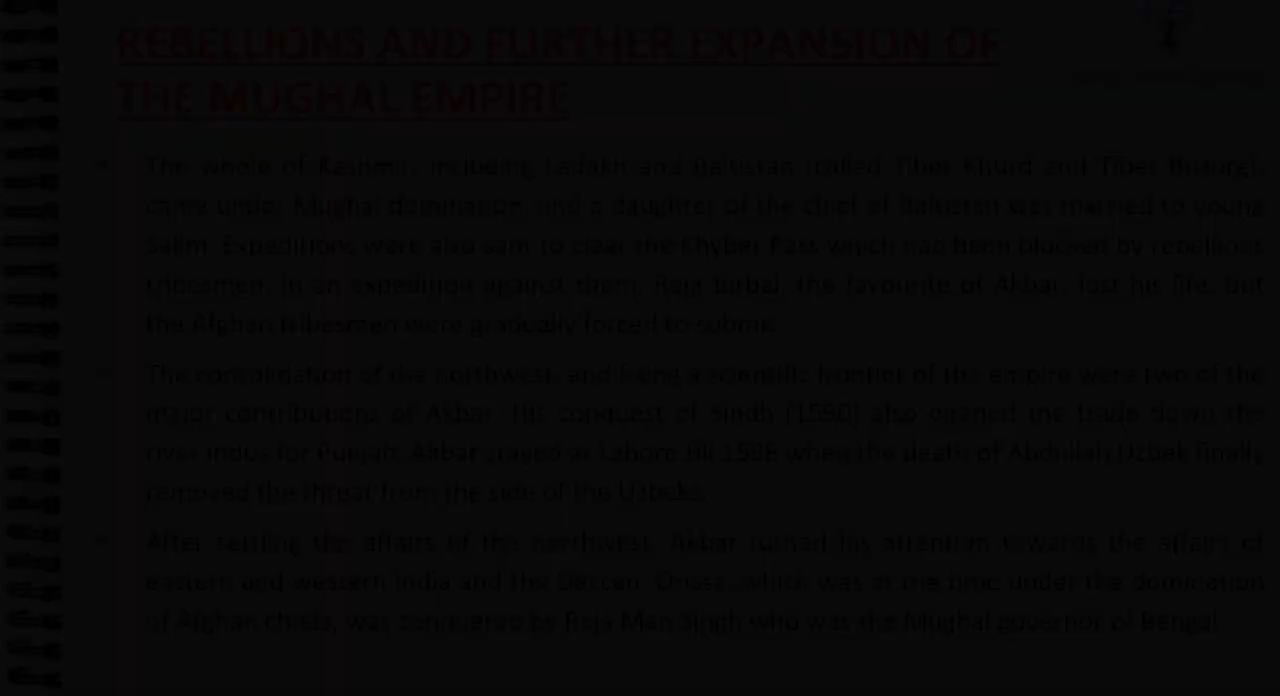 REBELLIONS AND FURTHER EXPANSION OF
THE MUGHAL EMPIRE
The whole of Kashmir, including Ladakh and Baltistan (called Tibet Khurd and Tibet Buzurg),
came under Mughal domination, and a daughter of the chief of Baltistan was married to young
Salim. Expeditions were also sent to clear the Khyber Pass which had been blocked by rebellious
tribesmen. In an expedition against them, Raja Birbal, the favourite of Akbar, lost his life. But
the Afghan tribesmen were gradually forced to submit.
The consolidation of the northwest, and fixing a scientific frontier of the empire were two of the
major contributions of Akbar. His conquest of Sindh (1590) also opened the trade down the
river Indus for Punjab. Akbar stayed at Lahore till 1598 when the death of Abdullah Uzbek finally
removed the threat from the side of the Uzbeks.
After settling the affairs of the northwest, Akbar turned his attention towards the affairs of
eastern and western India and the Deccan. Orissa, which was at the time under the domination
of Afghan chiefs, was conquered by Raja Man Singh who was the Mughal governor of Bengal.